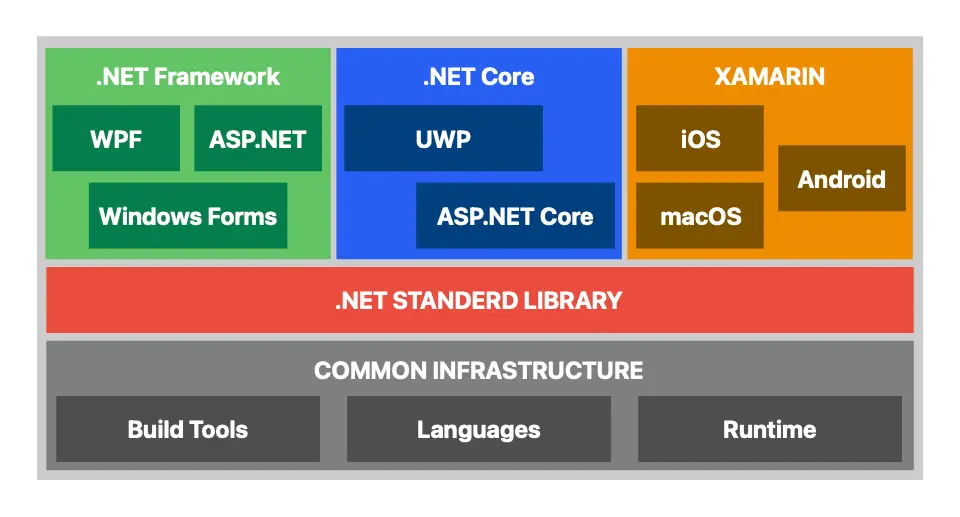 .NET Framework
WPF
ASP.NET
Windows Forms
.NET Core
UWP
ASP.NET Core
XAMARIN
iOS
Android
macOS
.NET STANDERD LIBRARY
COMMON INFRASTRUCTURE
Build Tools
Languages
Runtime